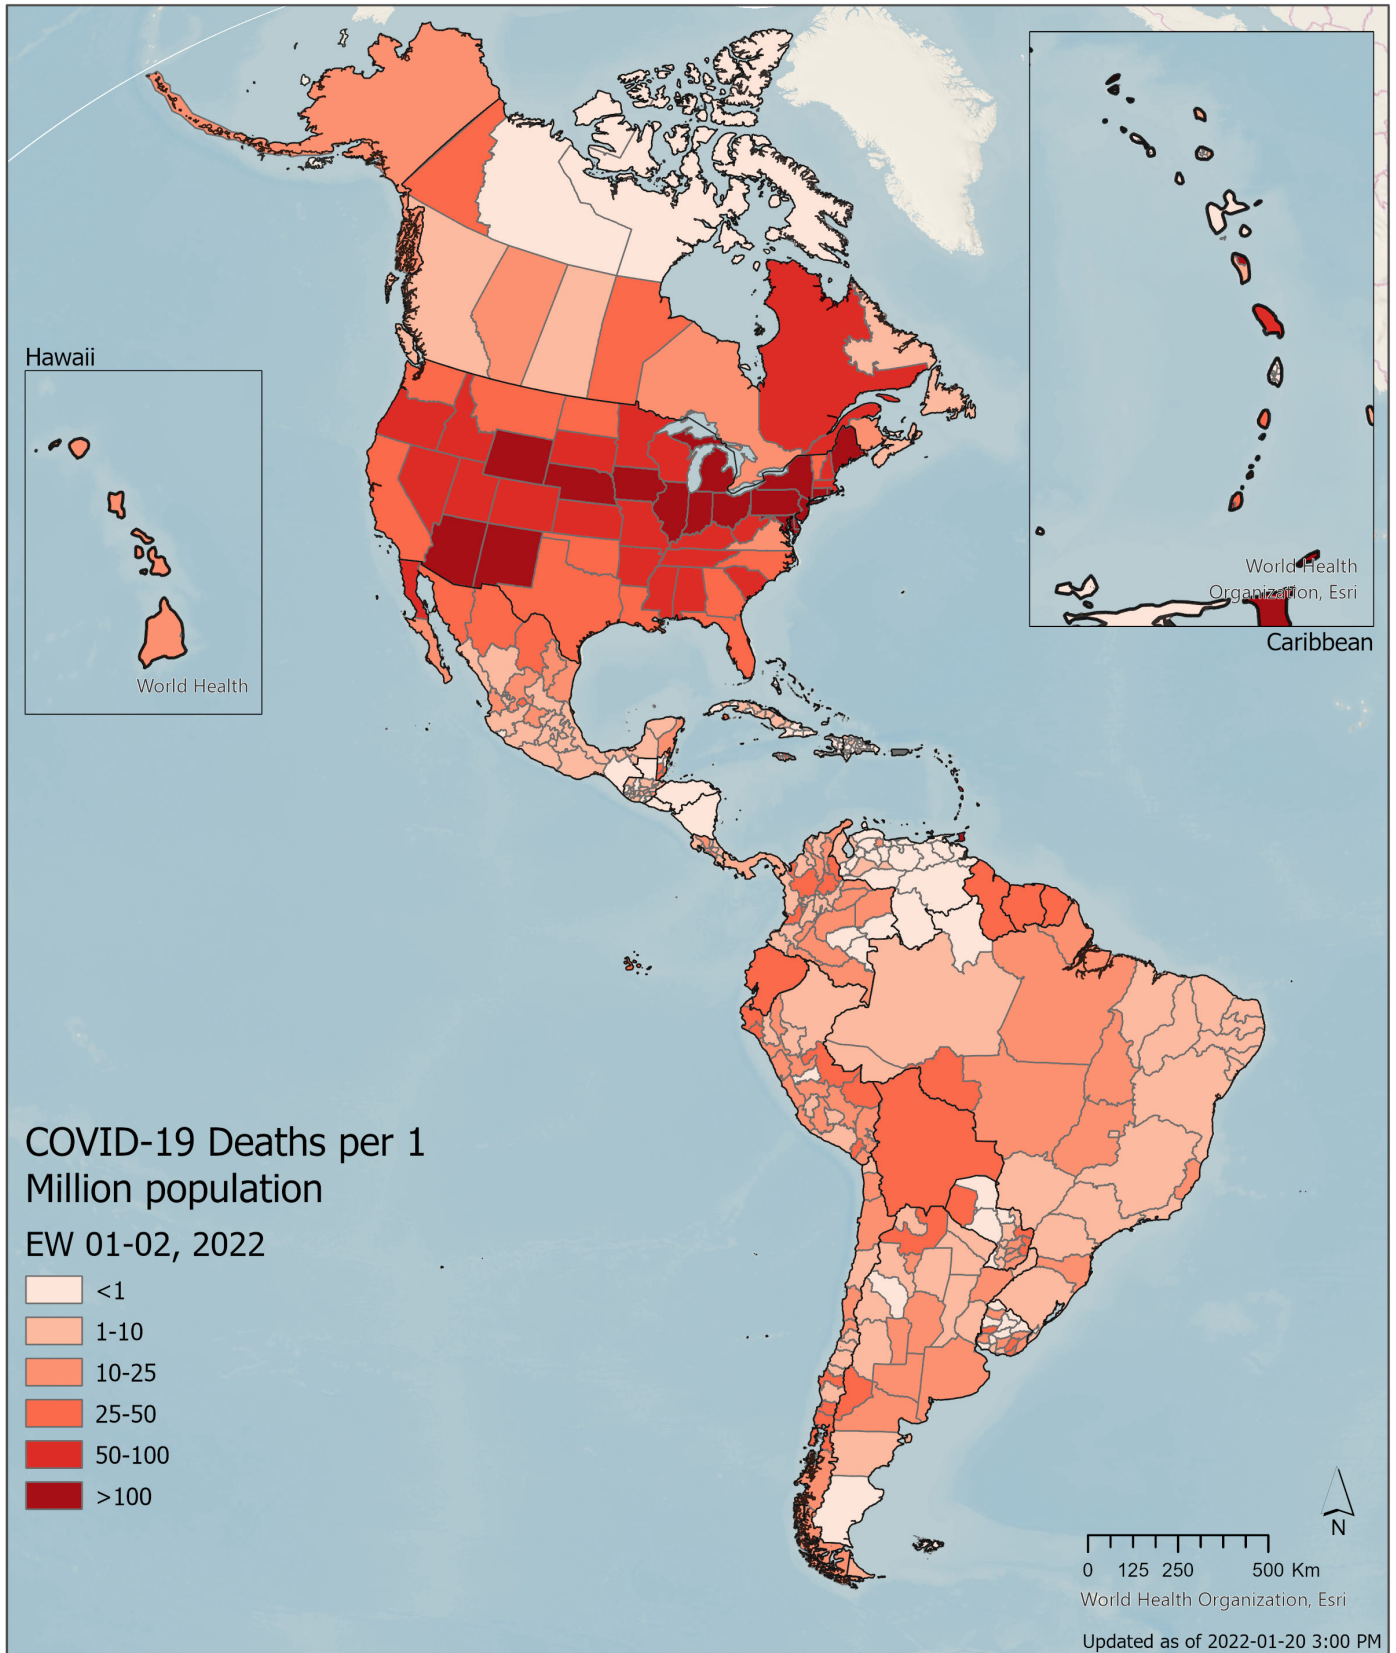 Hawaii
World Health
World Health
Organization, Esri
Caribbean
COVID-19 Deaths per 1
Million population
EW 01-02, 2022
<1
1-10
10-25
25-50
50-100
>100
N
0 125 250 500 Km
World Health Organization, Esri
Updated as of 2022-01-20 3:00 PM